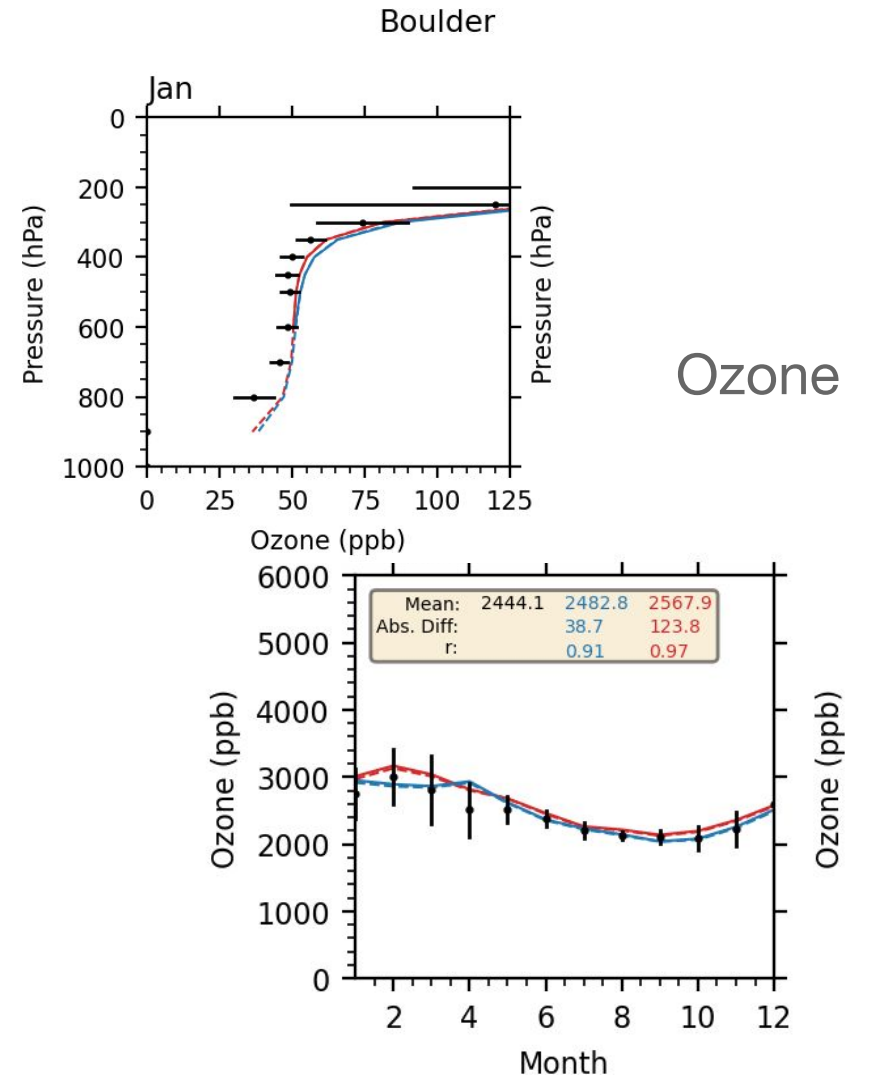 Boulder
Jan
0
200
400
600
800
1000
Pressure (hPa)
Pressure (hPa)
0 25 50 75 100 125
Ozone (ppb)
Ozone
6000
5000
4000
3000
2000
1000
0
Ozone (ppb)
Mean: 2444.1 2482.8 2567.9
Abs. Diff: 38.7 123.8
r: 0.91 0.97
Ozone (ppb)
2 4 6 8 10 12
Month